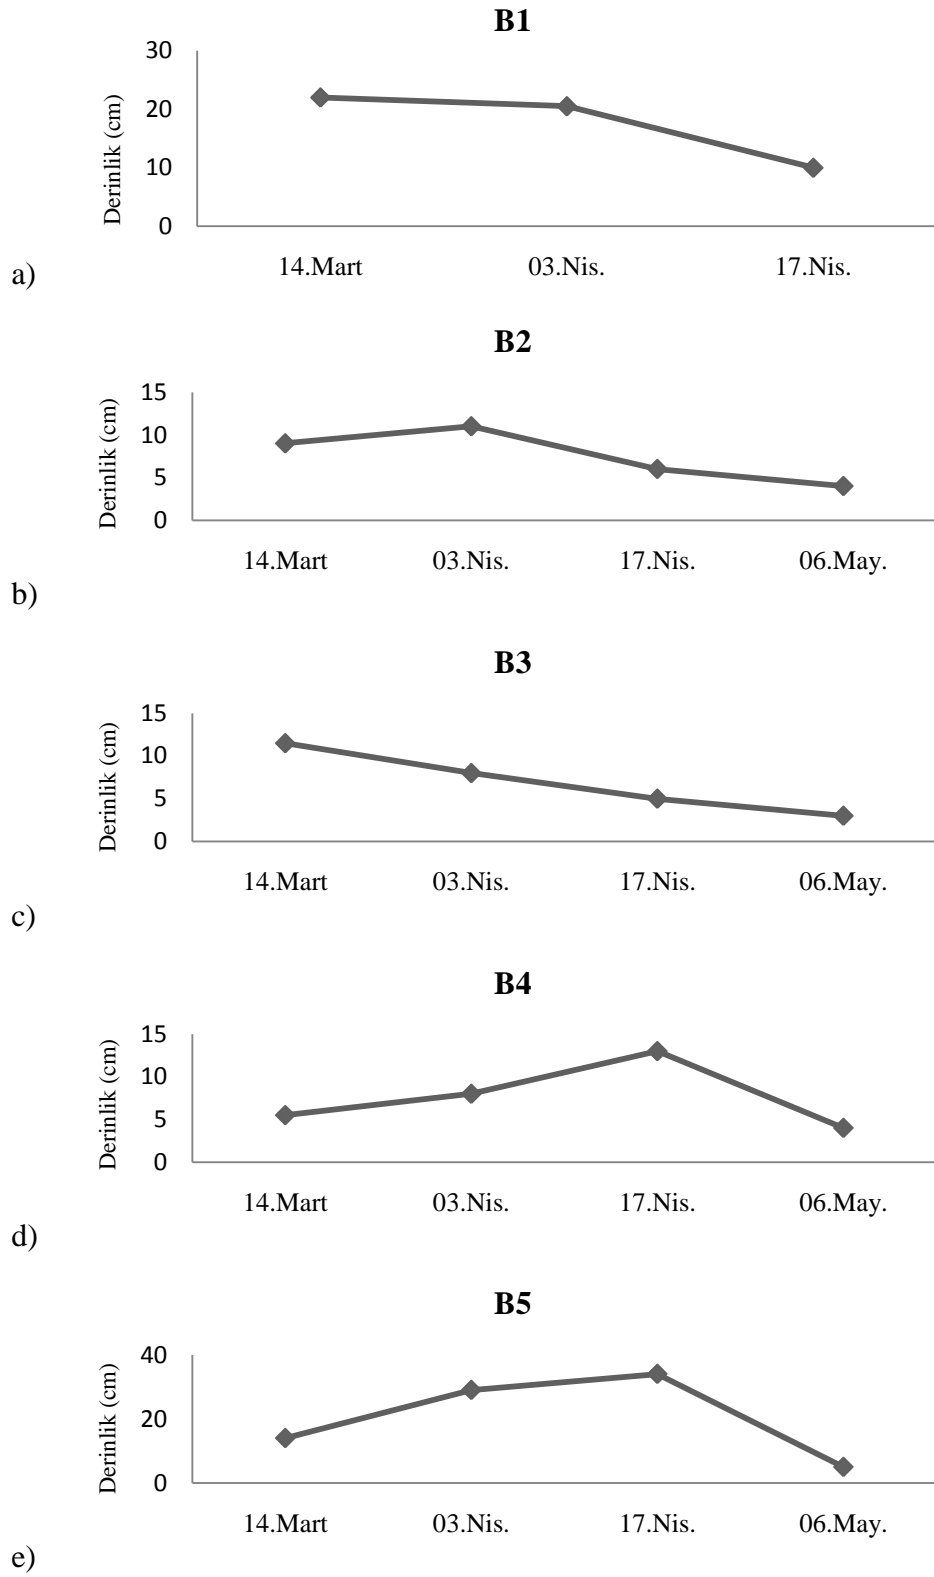 B1
30
20
10
0
Derinlik (cm)
14.Mart 03.Nis. 17.Nis.
a)
B2
15
10
5
0
Derinlik (cm)
14.Mart 03.Nis. 17.Nis. 06.May.
b)
B3
15
10
5
0
Derinlik (cm)
14.Mart 03.Nis. 17.Nis. 06.May.
c)
B4
15
10
5
0
Derinlik (cm)
14.Mart 03.Nis. 17.Nis. 06.May.
d)
B5
40
20
0
Derinlik (cm)
14.Mart 03.Nis. 17.Nis. 06.May.
e)